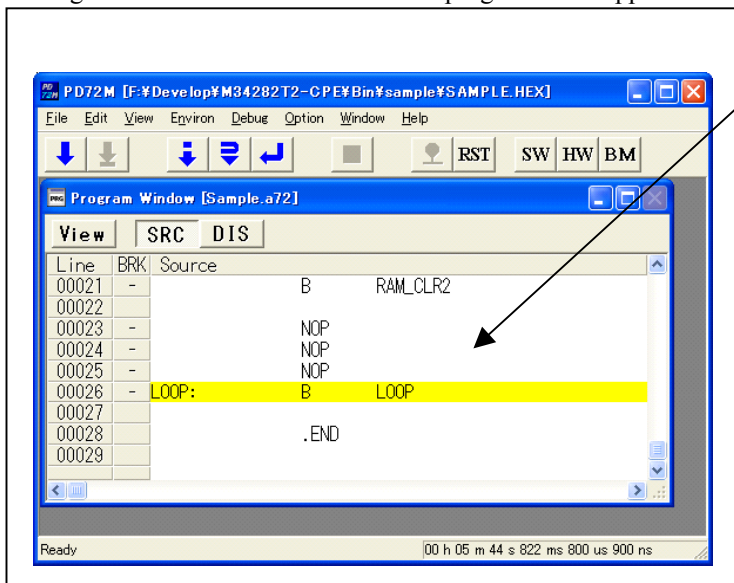 PD72M [F:¥Develop¥M34282T2-CPE¥Bin¥sample¥SAMPLE.HEX]
File Edit View Environ Debug Option Window Help
RST SW HW BM
Program Window [Sample.a72]
View SRC DIS
Line BRK Source
00021 - B RAM_CLR2
00022
00023 - NOP
00024 - NOP
00025 - NOP
00026 - LOOP: B LOOP
00027
00028 .END
00029
Ready 00 h 05 m 44 s 822 ms 800 us 900 ns